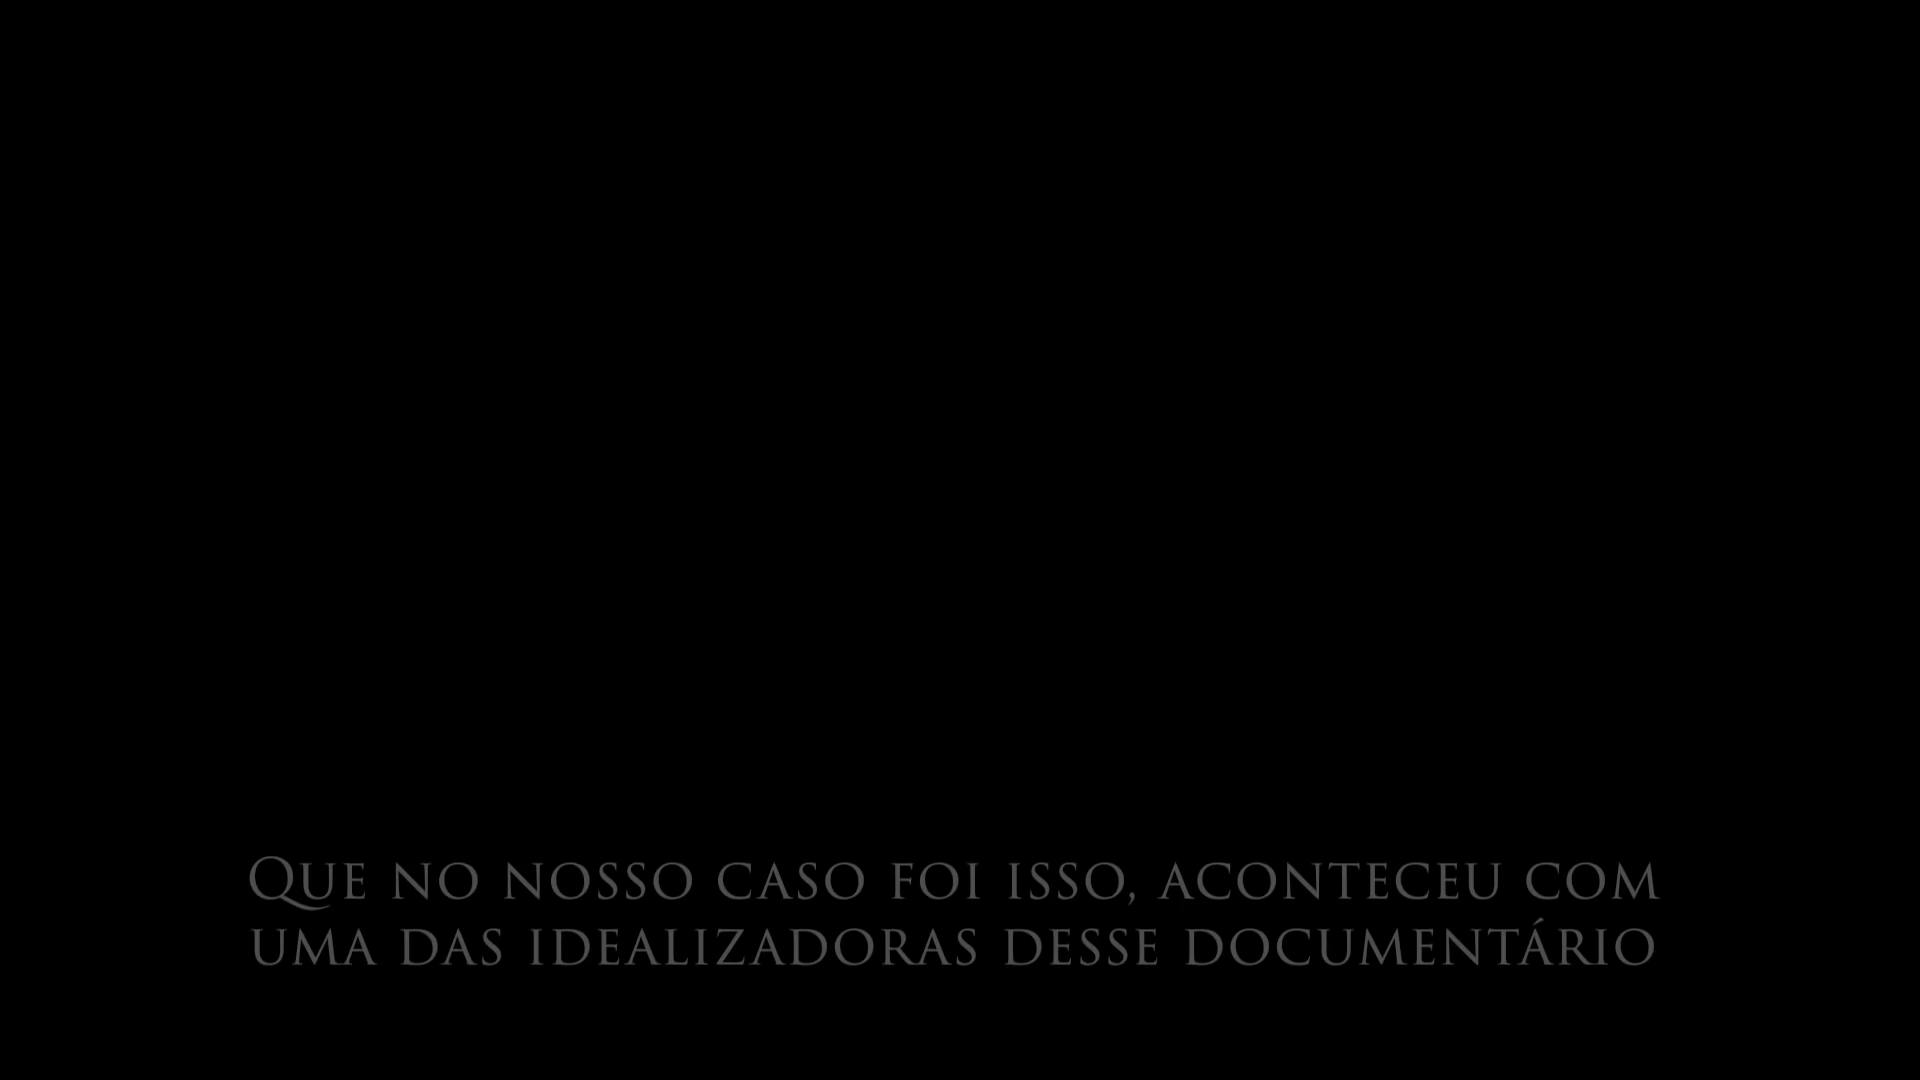 Que no nosso caso foi isso, aconteceu com
uma das idealizadoras desse documentário